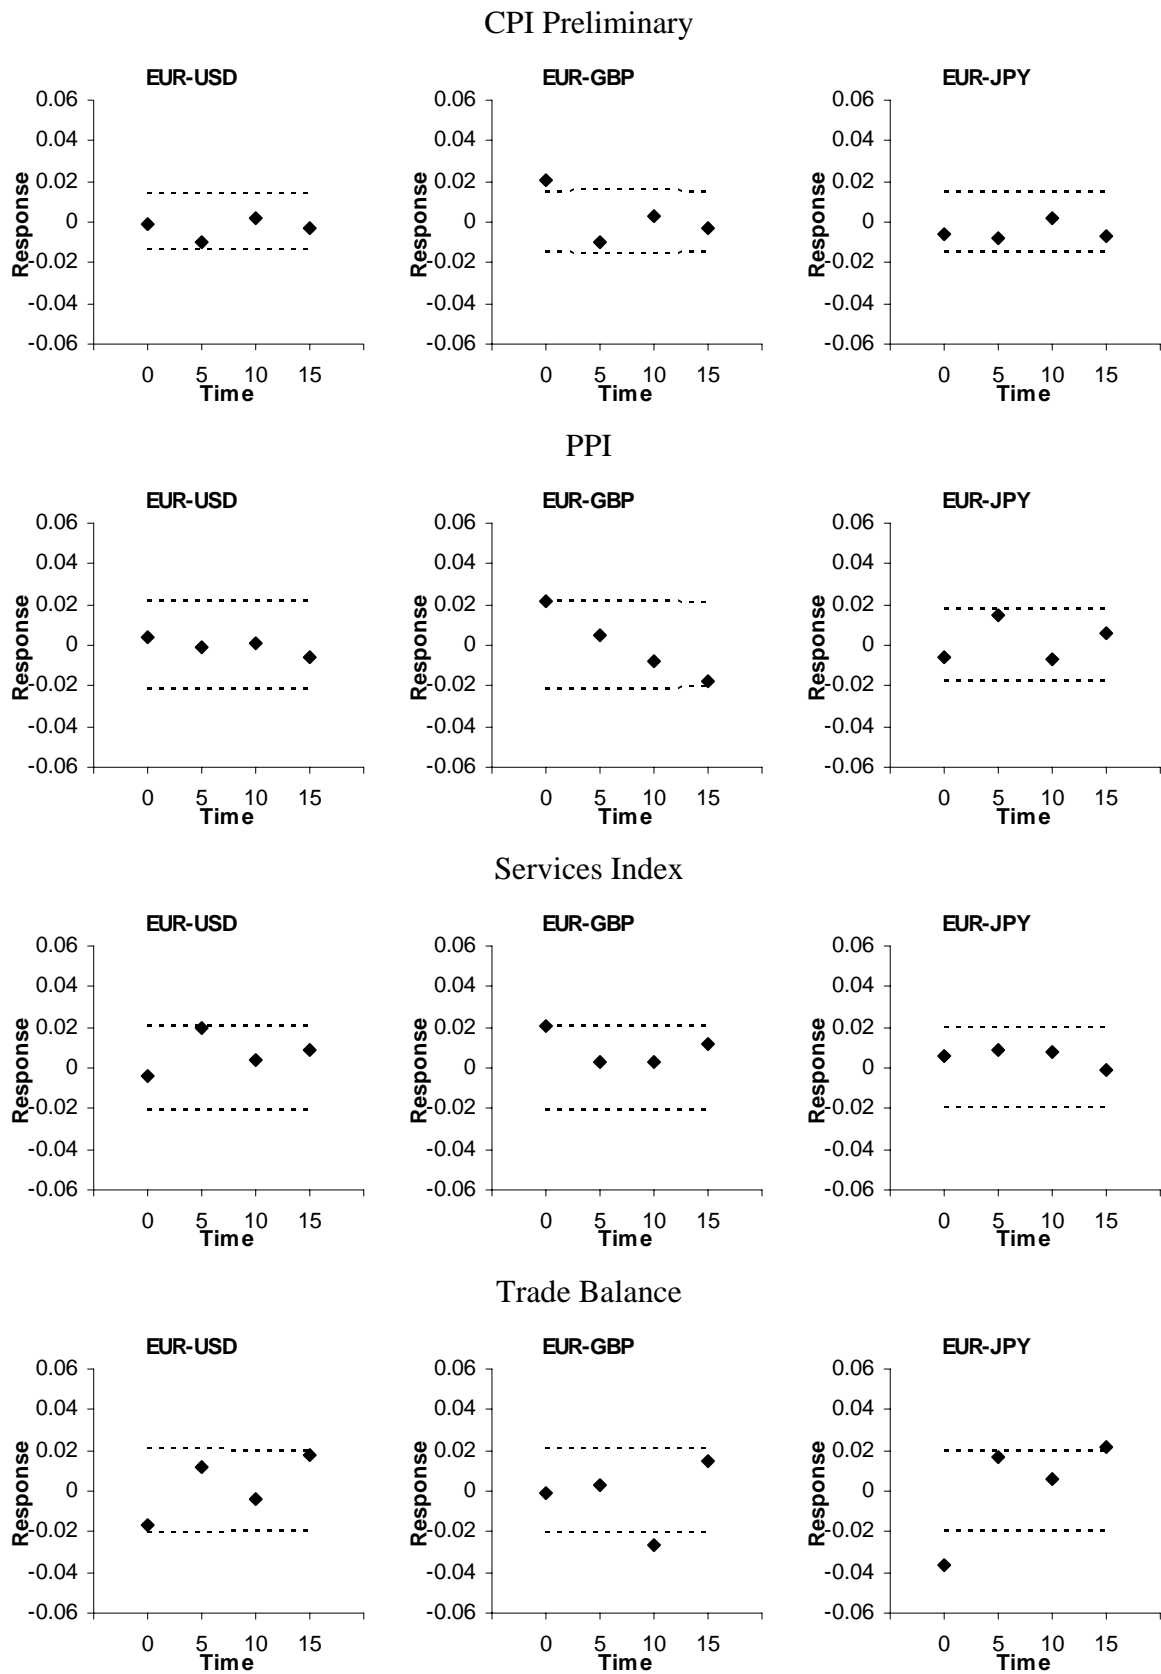 CPI Preliminary
EUR-USD EUR-GBP EUR-JPY
0.06 0.06 0.06
0.04 0.04 0.04
0.02 0.02 0.02
0 0 0
-0.02 -0.02 -0.02
-0.04 -0.04 -0.04
-0.06 -0.06 -0.06
Response Response Response
0 5 10 15 0 5 10 15 0 5 10 15
Time Time Time
PPI
EUR-USD EUR-GBP EUR-JPY
0.06 0.06 0.06
0.04 0.04 0.04
0.02 0.02 0.02
0 0 0
-0.02 -0.02 -0.02
-0.04 -0.04 -0.04
-0.06 -0.06 -0.06
Response Response Response
0 5 10 15 0 5 10 15 0 5 10 15
Time Time Time
Services Index
EUR-USD EUR-GBP EUR-JPY
0.06 0.06 0.06
0.04 0.04 0.04
0.02 0.02 0.02
0 0 0
-0.02 -0.02 -0.02
-0.04 -0.04 -0.04
-0.06 -0.06 -0.06
Response Response Response
0 5 10 15 0 5 10 15 0 5 10 15
Time Time Time
Trade Balance
EUR-USD EUR-GBP EUR-JPY
0.06 0.06 0.06
0.04 0.04 0.04
0.02 0.02 0.02
0 0 0
-0.02 -0.02 -0.02
-0.04 -0.04 -0.04
-0.06 -0.06 -0.06
Response Response Response
0 5 10 15 0 5 10 15 0 5 10 15
Time Time Time